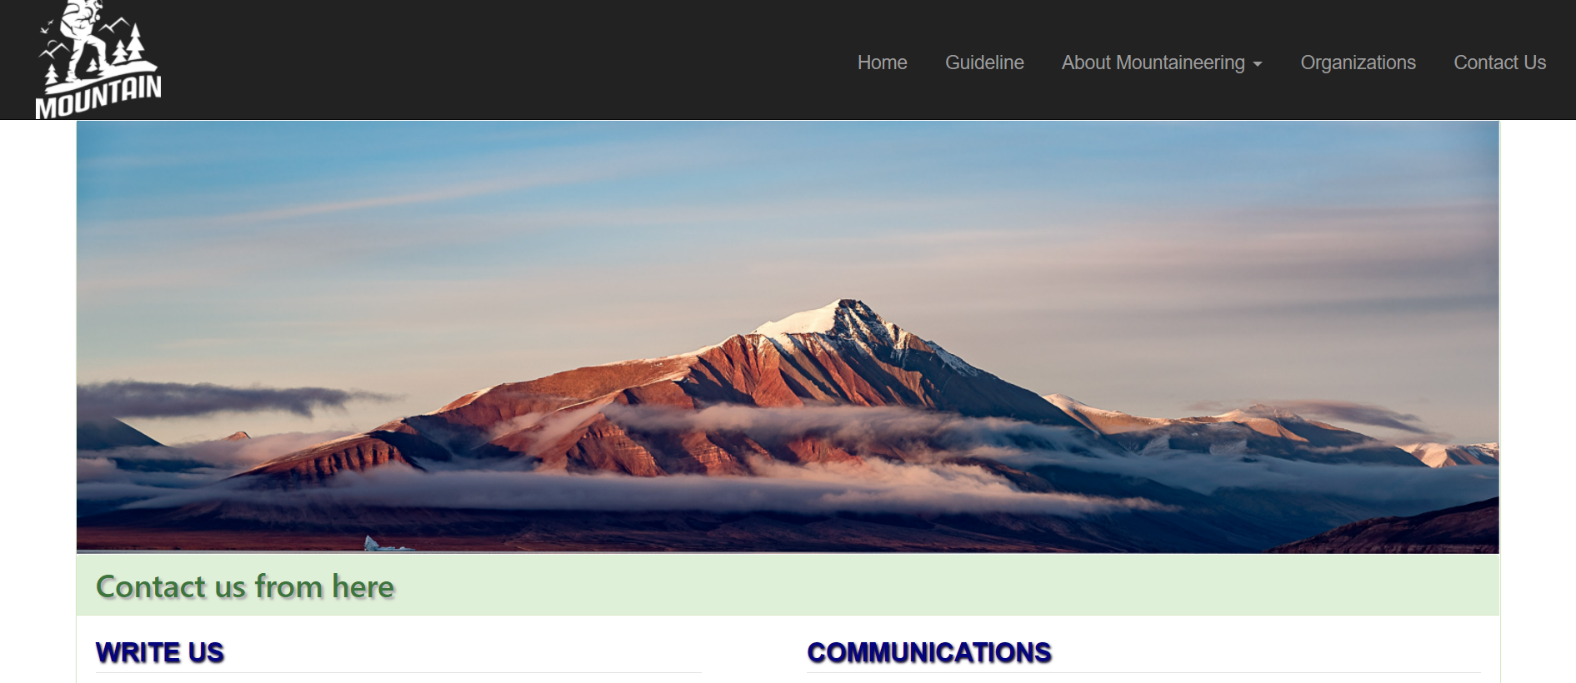 MOUNTAIN
Home Guideline About Mountaineering Organizations Contact Us
Contact us from here
WRITE US
COMMUNICATIONS